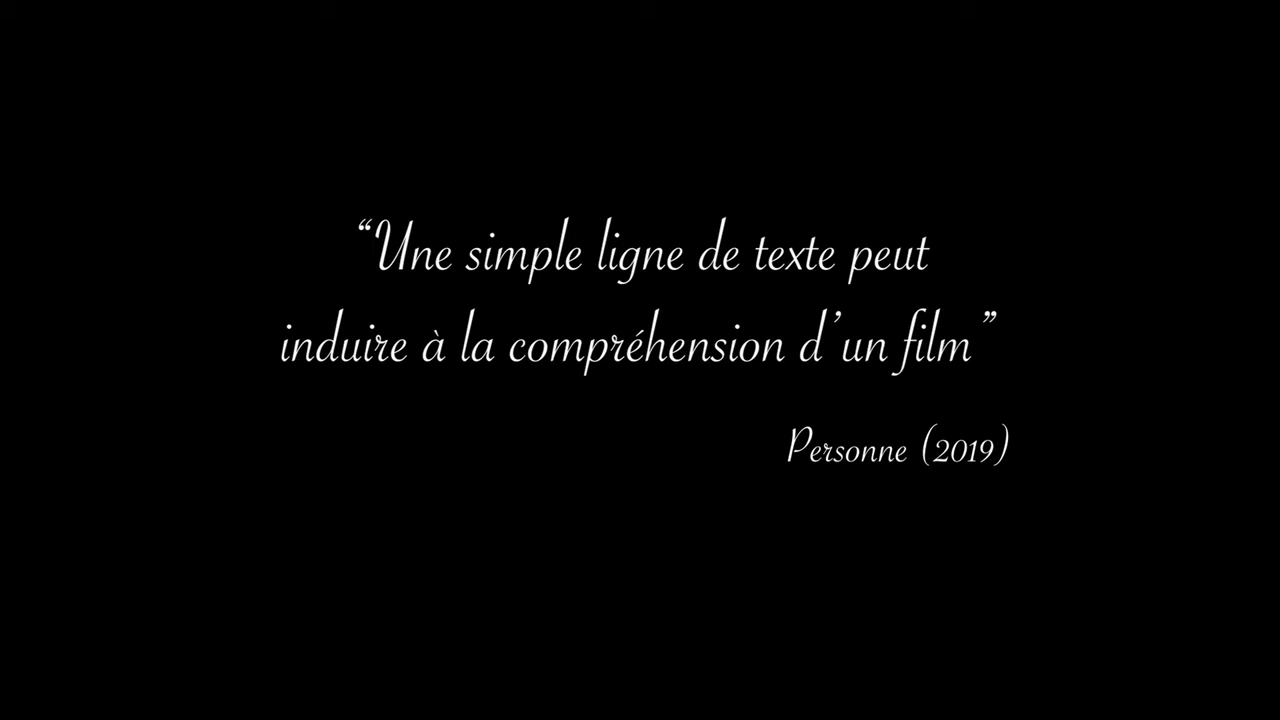 “Une simple ligne de texte peut
induire à la compréhension d’un film”
Personne (2019)